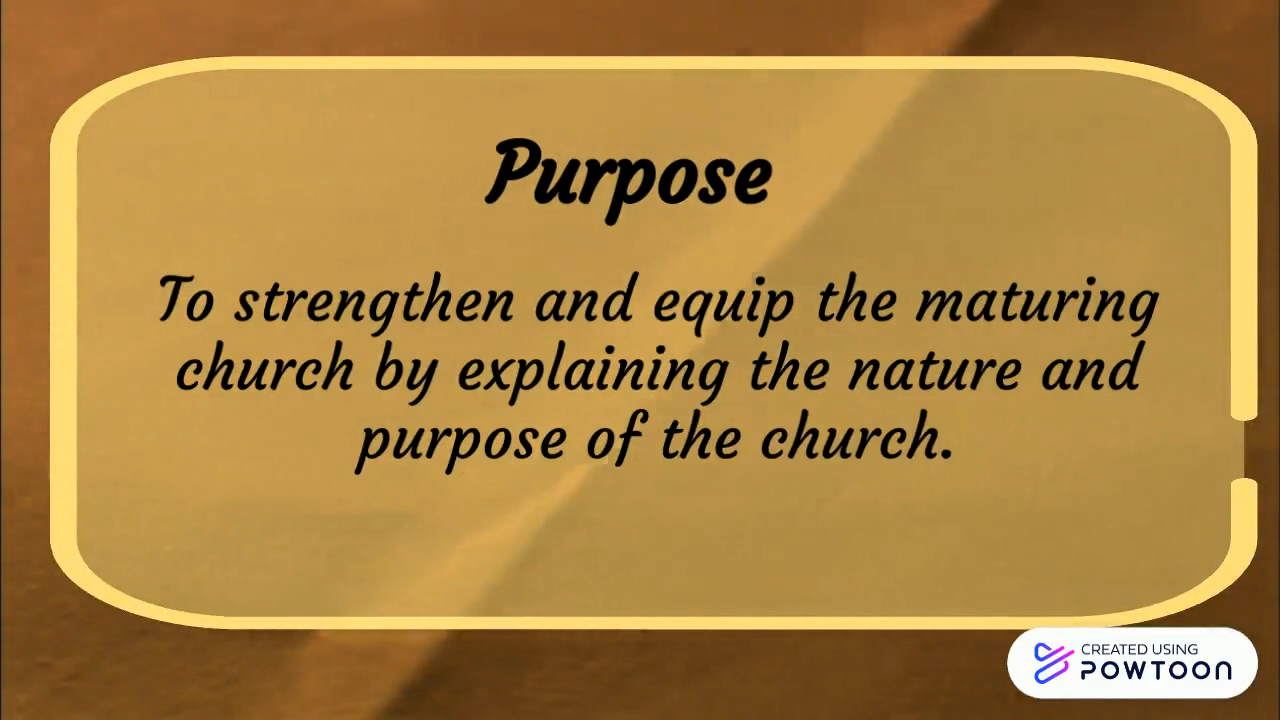 Purpose
To strengthen and equip the maturing
church by explaining the nature and
purpose of the church.
CREATED USING
POWTOON